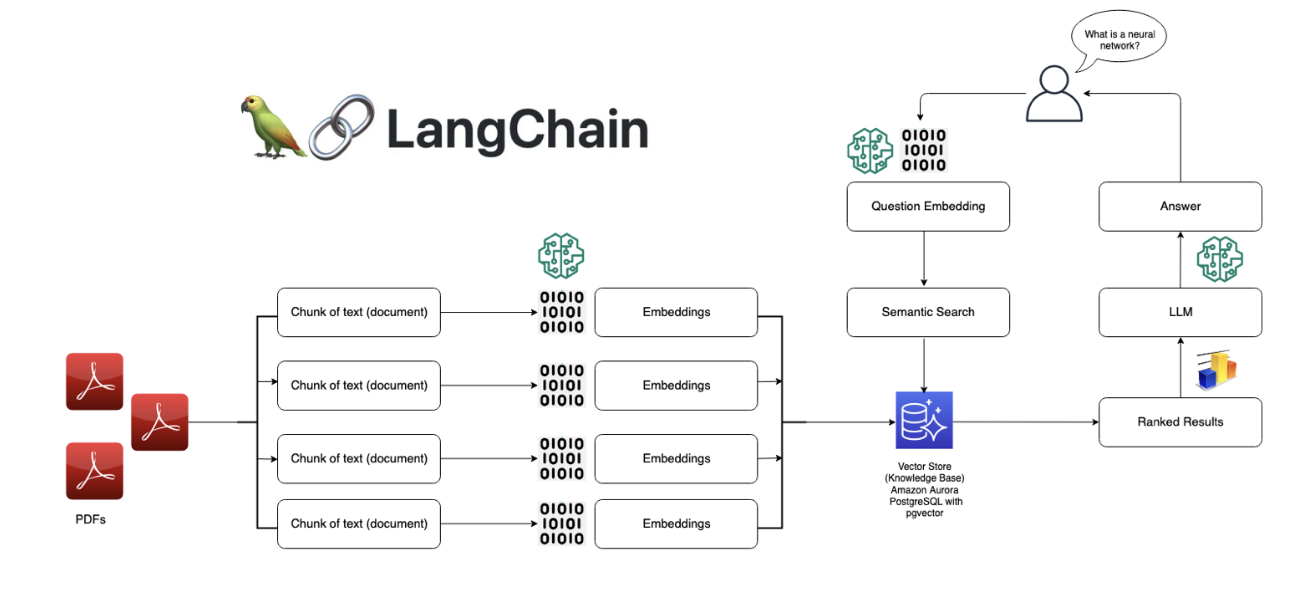 What is a neural
network?
LangChain
01010
10101
01010
Question Embedding
Answer
01010
10101
01010
Chunk of text (document)
Embeddings
Semantic Search
LLM
01010
10101
01010
Chunk of text (document)
Embeddings
Ranked Results
01010
10101
01010
Chunk of text (document)
Embeddings
Vector Store
(Knowledge Base)
Amazon Aurora
PostgreSQL with
pgvector
PDFs
01010
10101
01010
Chunk of text (document)
Embeddings